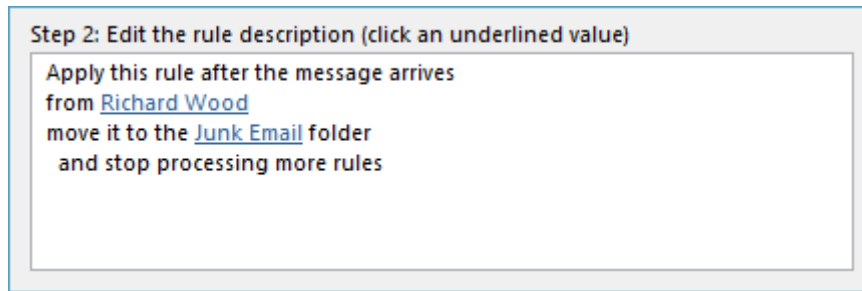 Step 2: Edit the rule description (click an underlined value)
Apply this rule after the message arrives
from Richard Wood
move it to the Junk Email folder
and stop processing more rules